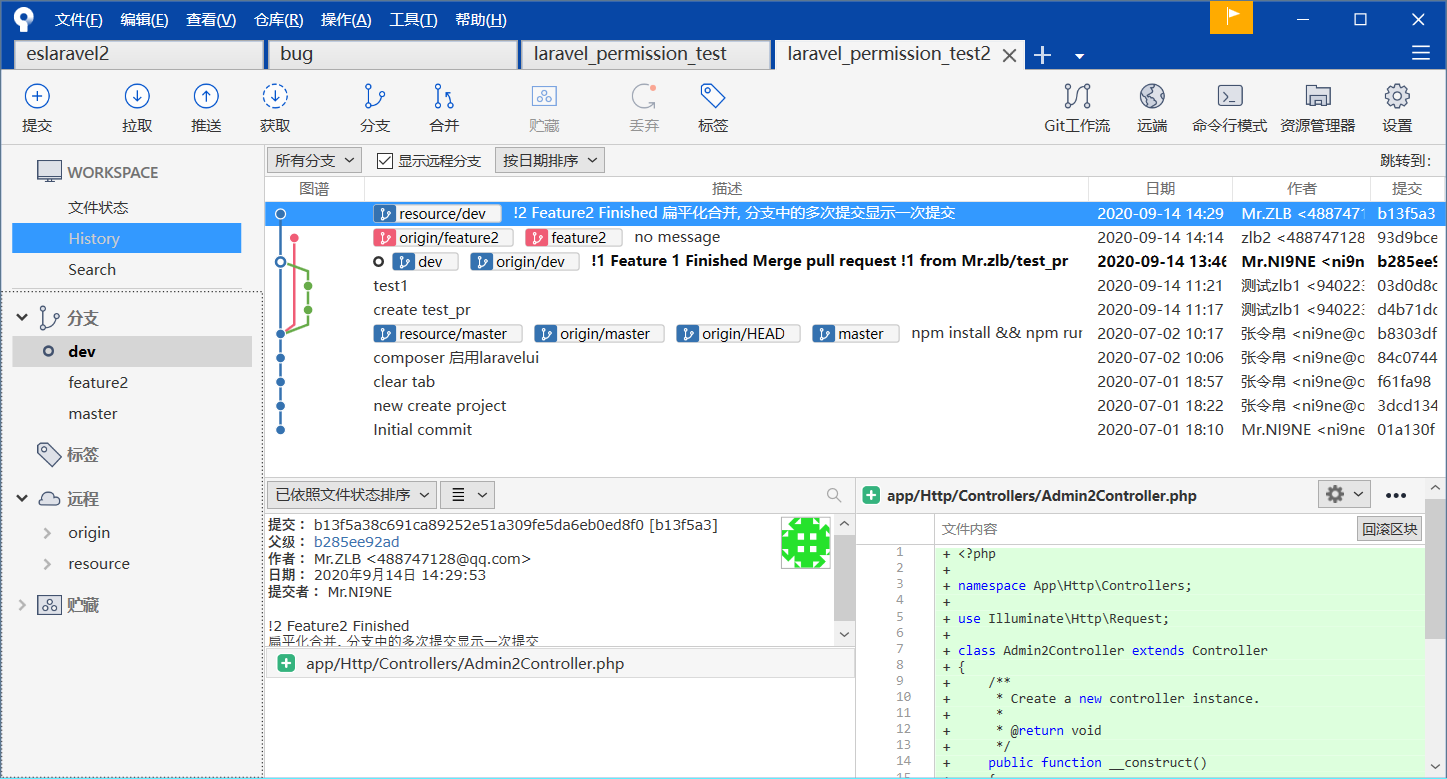 文件(F) 编辑(E) 查看(V) 仓库(R) 操作(A) 工具(T) 帮助(H)
eslaravel2 bug laravel_permission_test laravel_permission_test2
提交 拉取 推送 获取 分支 合并 贮藏 丢弃 标签 Git工作流 远端 命令行模式 资源管理器 设置
WORKSPACE
文件状态
History
Search
分支
dev
feature2
master
标签
远程
origin
resource
贮藏
所有分支 显示远程分支 按日期排序 跳转到:
图谱 描述 日期 作者 提交
resource/dev !2 Feature2 Finished 扁平化合并, 分支中的多次提交显示一次提交 2020-09-14 14:29 Mr.ZLB <4887471 b13f5a3
origin/feature2 feature2 no message 2020-09-14 14:14 zlb2 <488747128 93d9bce
dev origin/dev !1 Feature 1 Finished Merge pull request !1 from Mr.zlb/test_pr 2020-09-14 13:46 Mr.NI9NE <ni9n b285ee9
test1 2020-09-14 11:21 测试zlb1 <940223 03d0d8c
create test_pr 2020-09-14 11:17 测试zlb1 <940223 d4b71dc
resource/master origin/master origin/HEAD master npm install && npm rur 2020-07-02 10:17 张令帛 <ni9ne@c b8303df
composer 启用laravelui 2020-07-02 10:06 张令帛 <ni9ne@c 84c0744
clear tab 2020-07-01 18:57 张令帛 <ni9ne@c f61fa98
new create project 2020-07-01 18:22 张令帛 <ni9ne@c 3dcd134
Initial commit 2020-07-01 18:10 Mr.NI9NE <ni9ne 01a130f
已依照文件状态排序
提交： b13f5a38c691ca89252e51a309fe5da6eb0ed8f0 [b13f5a3]
父级： b285ee92ad
作者： Mr.ZLB <488747128@qq.com>
日期： 2020年9月14日 14:29:53
提交者： Mr.NI9NE
!2 Feature2 Finished
扁平化合并, 分支中的多次提交显示一次提交
app/Http/Controllers/Admin2Controller.php
app/Http/Controllers/Admin2Controller.php
文件内容 回滚区块
1 + <?php
2 +
3 + namespace App\Http\Controllers;
4 +
5 + use Illuminate\Http\Request;
6 +
7 + class Admin2Controller extends Controller
8 + {
9 + /**
10 + * Create a new controller instance.
11 + *
12 + * @return void
13 + */
14 + public function __construct()
15 + {